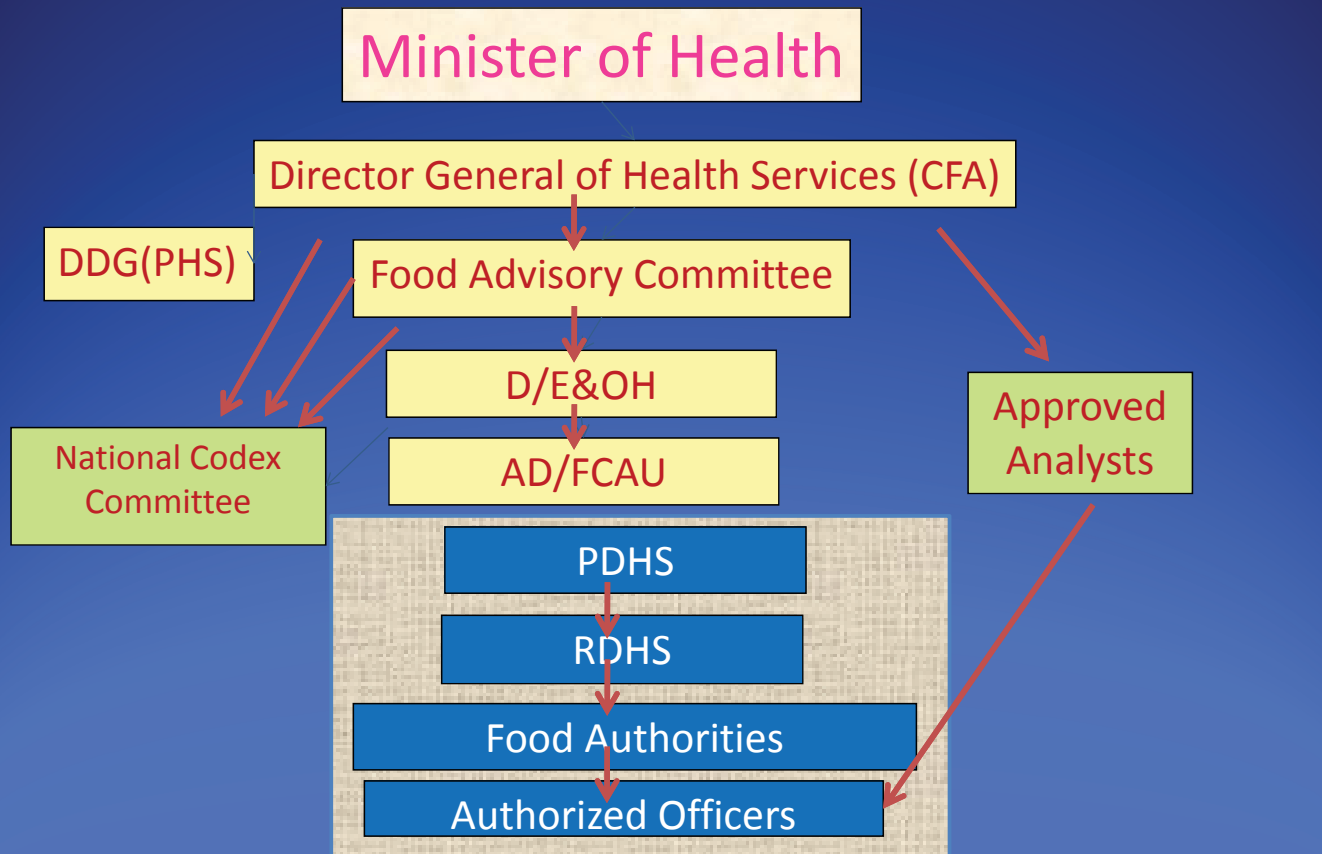 Minister of Health
Director General of Health Services (CFA)
DDG(PHS)
Food Advisory Committee
D/E&OH
National Codex
Committee
AD/FCAU
Approved
Analysts
PDHS
RDHS
Food Authorities
Authorized Officers